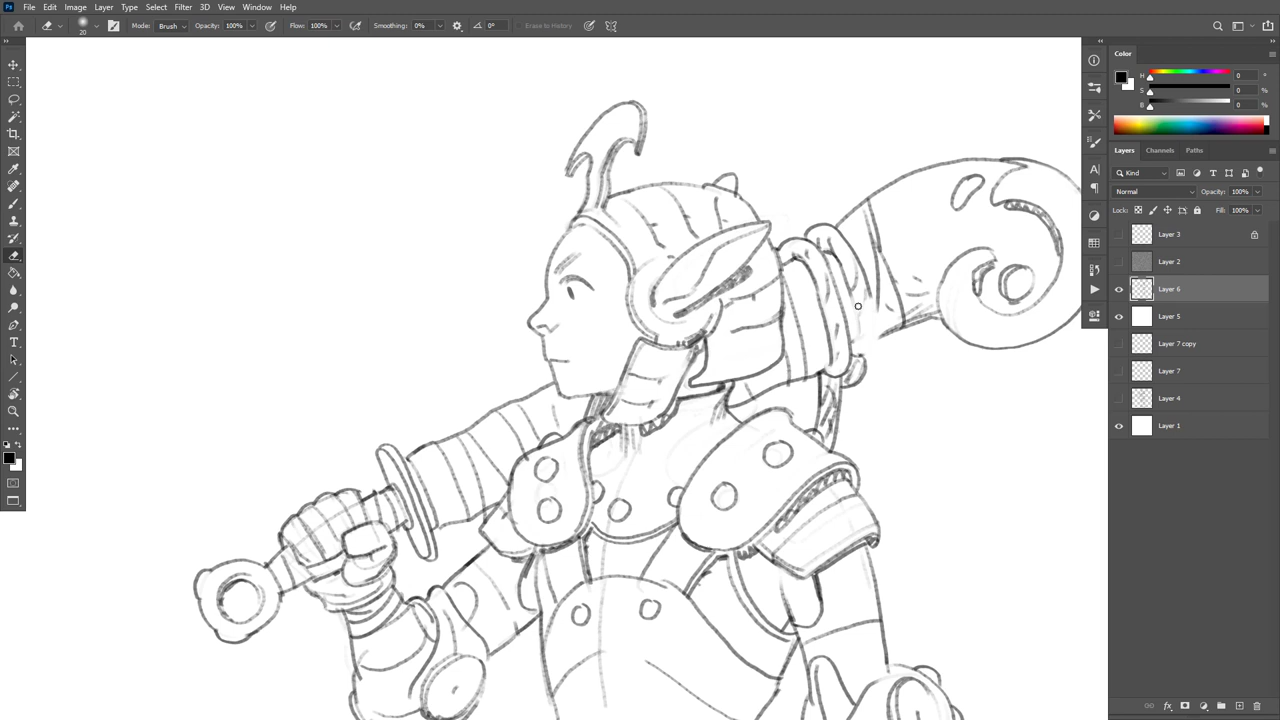 Ps File Edit Image Layer Type Select Filter 3D View Window Help
20 Mode: Brush Opacity: 100% Flow: 100% Smoothing: 0% 0° Erase to History
Color
H 0 °
S 0 %
B 0 %
Layers Channels Paths
Kind
Normal Opacity: 100%
Lock: Fill: 100%
Layer 3
Layer 2
Layer 6
Layer 5
Layer 7 copy
Layer 7
Layer 4
Layer 1